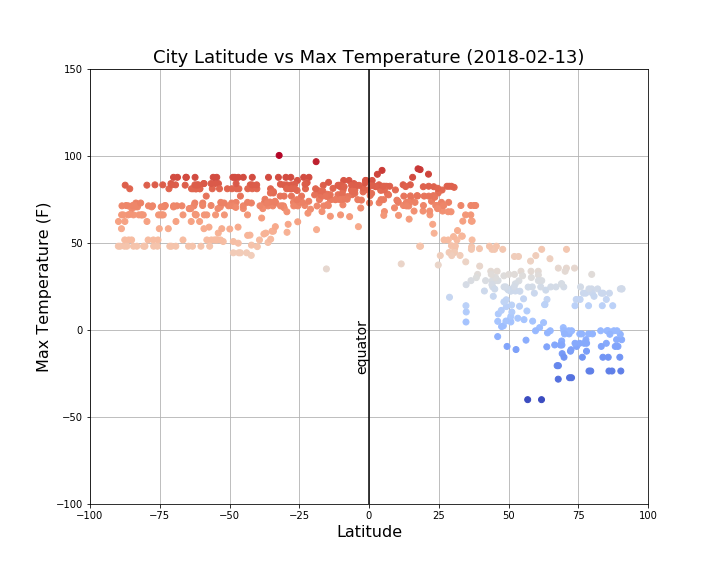 City Latitude vs Max Temperature (2018-02-13)
150
100
50
0
−50
−100
Max Temperature (F)
equator
−100 −75 −50 −25 0 25 50 75 100
Latitude